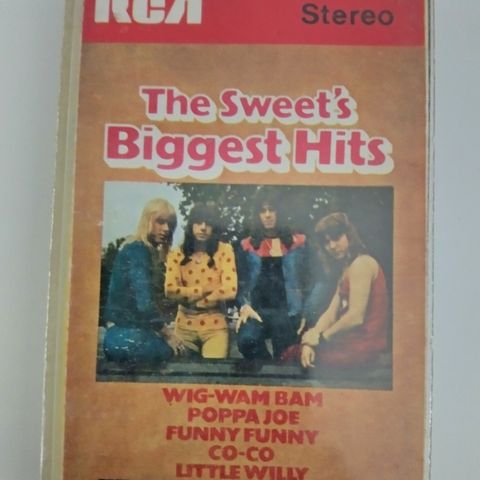 RCA
Stereo
The Sweet's
Biggest Hits
WIG-WAM BAM
POPPA JOE
FUNNY FUNNY
CO-CO
LITTLE WILLY